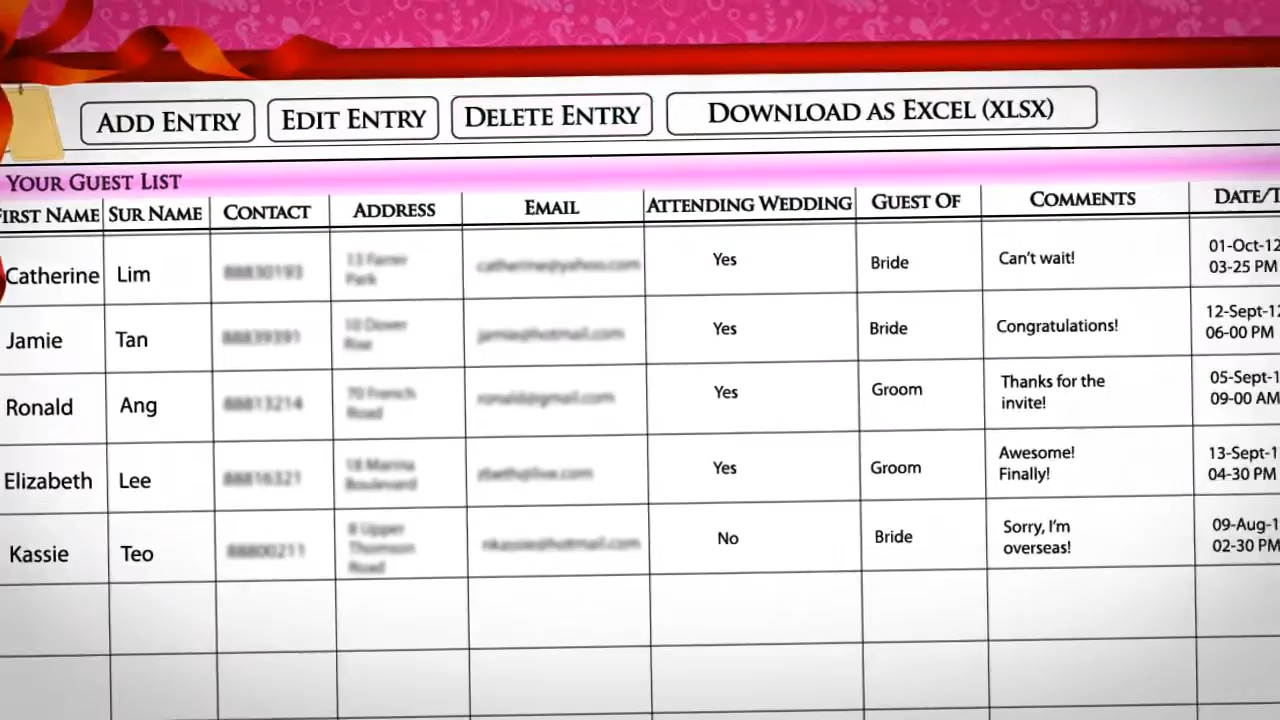 ADD ENTRY EDIT ENTRY DELETE ENTRY DOWNLOAD AS EXCEL (XLSX)
YOUR GUEST LIST
FIRST NAME SUR NAME CONTACT ADDRESS EMAIL ATTENDING WEDDING GUEST OF COMMENTS DATE/T
Catherine Lim Yes Bride Can't wait! 01-Oct-12
03-25 PM
Jamie Tan Yes Bride Congratulations! 12-Sept-12
06-00 PM
Ronald Ang Yes Groom Thanks for the 05-Sept-1
invite! 09-00 AM
Elizabeth Lee Yes Groom Awesome! 13-Sept-1
Finally! 04-30 PM
Kassie Teo No Bride Sorry, I'm 09-Aug-1
overseas! 02-30 PM